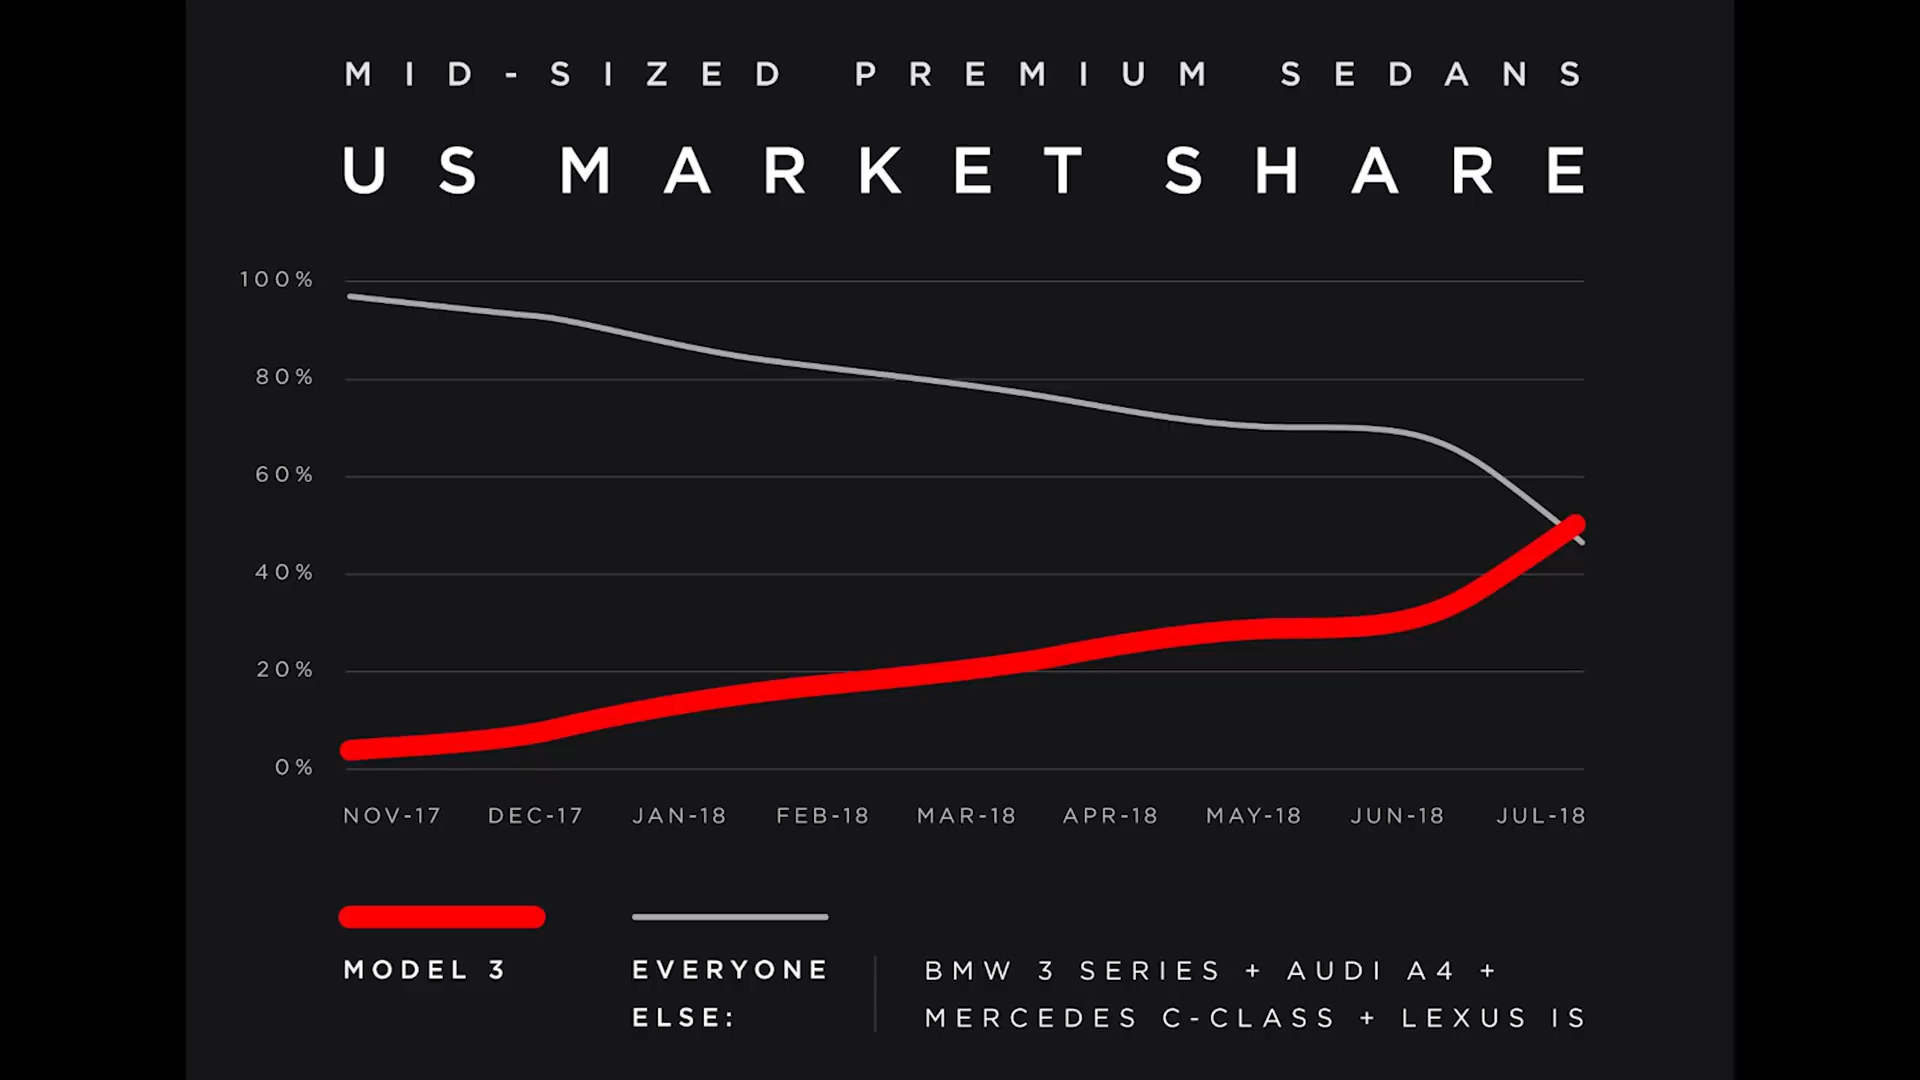 MID-SIZED PREMIUM SEDANS
US MARKET SHARE
100%
80%
60%
40%
20%
0%
NOV-17 DEC-17 JAN-18 FEB-18 MAR-18 APR-18 MAY-18 JUN-18 JUL-18
MODEL 3
EVERYONE
ELSE:
BMW 3 SERIES + AUDI A4 +
MERCEDES C-CLASS + LEXUS IS